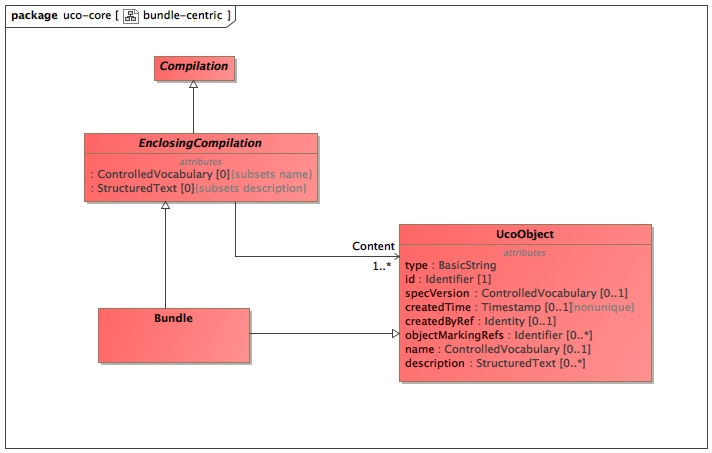 package uco-core [ bundle-centric ]
Compilation
EnclosingCompilation
attributes
: ControlledVocabulary [0]{subsets name}
: StructuredText [0]{subsets description}
Content
1..*
UcoObject
attributes
type : BasicString
id : Identifier [1]
specVersion : ControlledVocabulary [0..1]
createdTime : Timestamp [0..1]{nonunique}
createdByRef : Identity [0..1]
objectMarkingRefs : Identifier [0..*]
name : ControlledVocabulary [0..1]
description : StructuredText [0..*]
Bundle